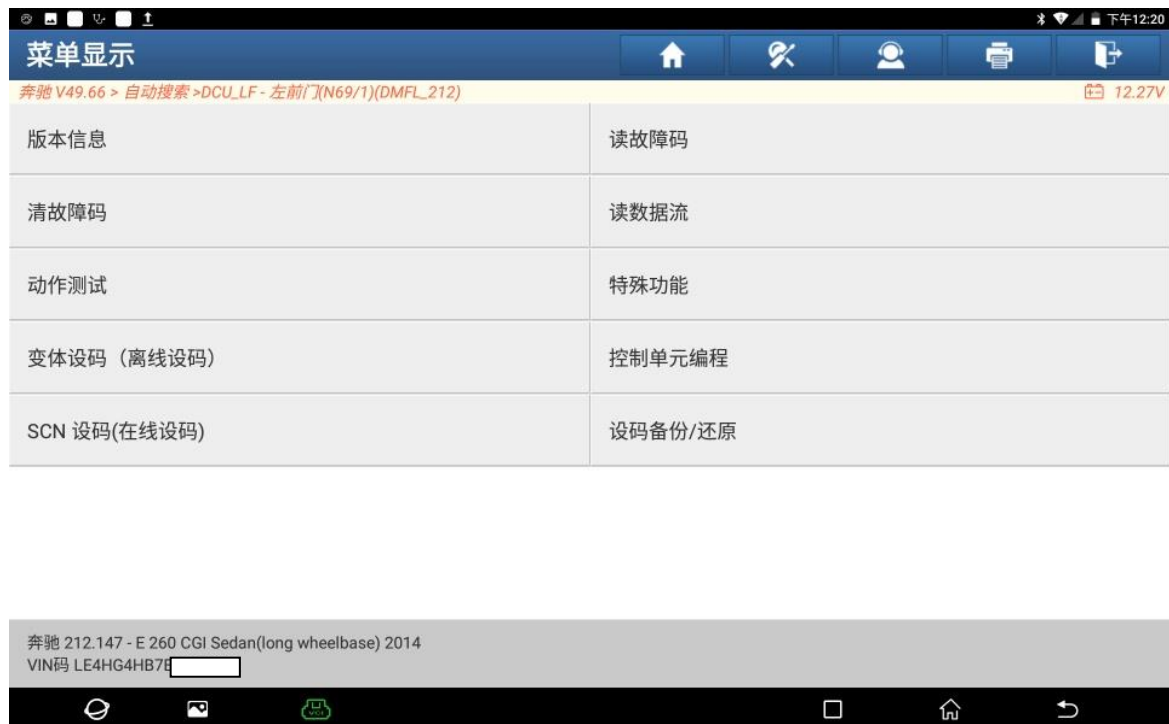 下午12:20
菜单显示
奔驰 V49.66 > 自动搜索 >DCU_LF - 左前门(N69/1)(DMFL_212)
12.27V
版本信息
读故障码
清故障码
读数据流
动作测试
特殊功能
变体设码（离线设码）
控制单元编程
SCN 设码(在线设码)
设码备份/还原
奔驰 212.147 - E 260 CGI Sedan(long wheelbase) 2014
VIN码 LE4HG4HB7E